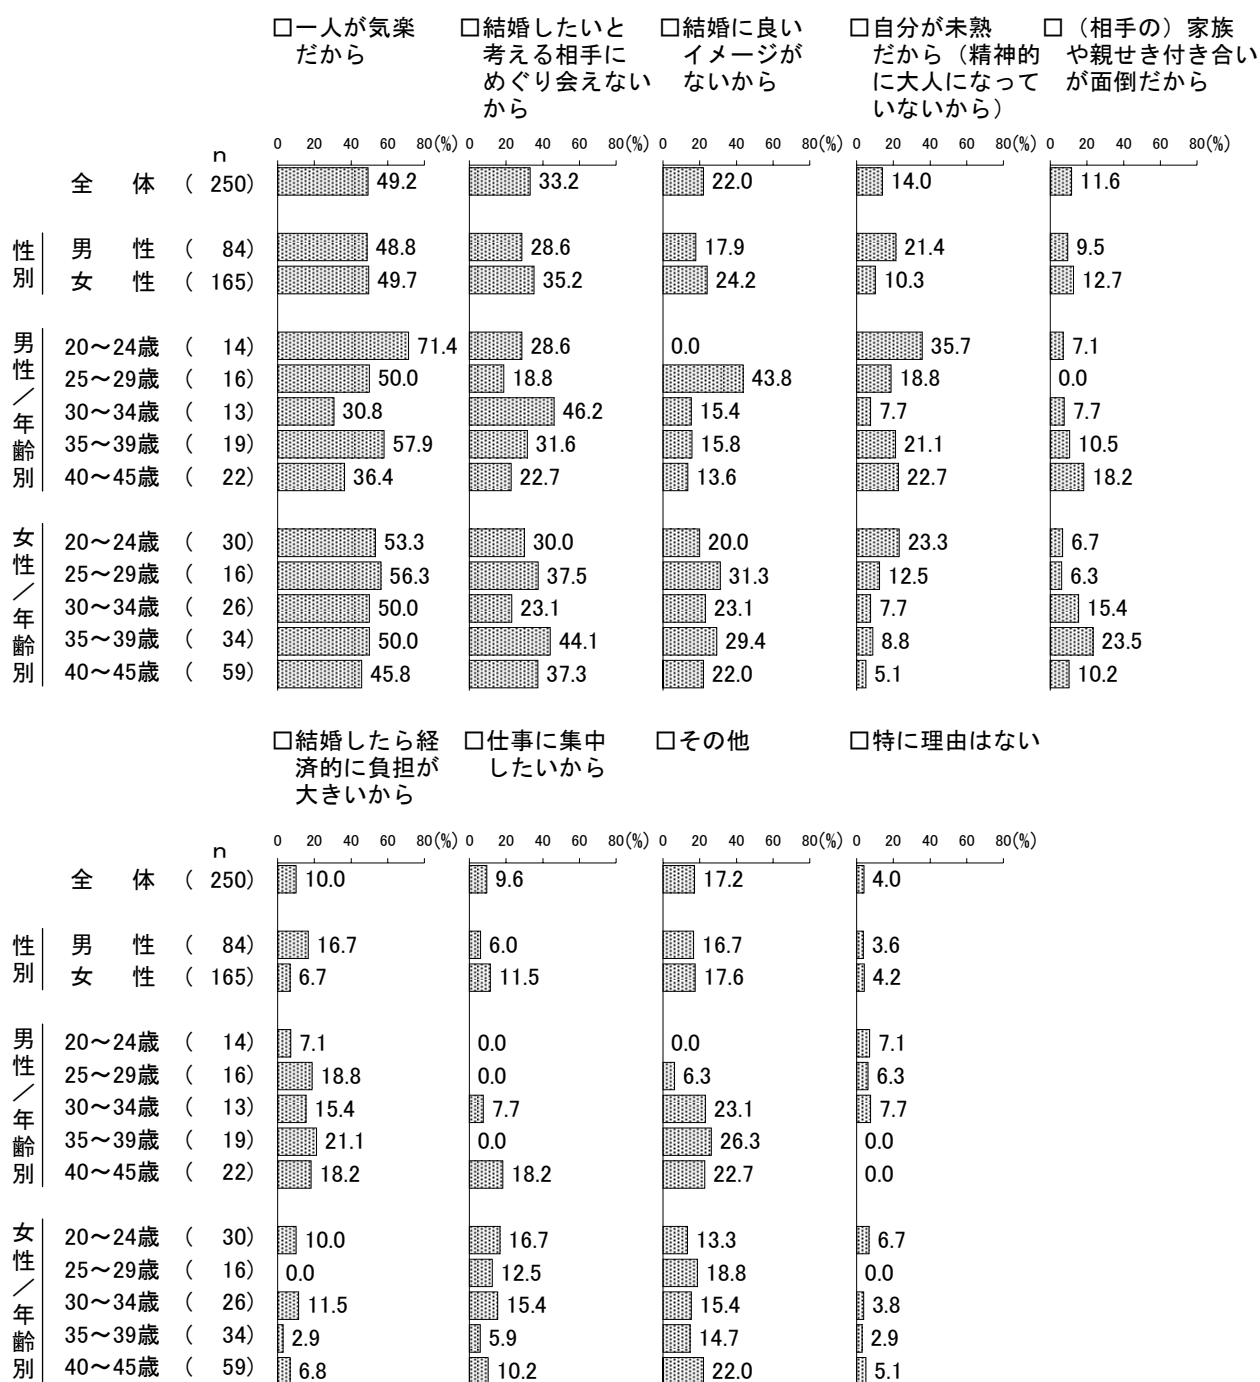 □一人が気楽
だから
□結婚したいと
考える相手に
めぐり会えない
から
□結婚に良い
イメージが
ないから
□自分が未熟
だから（精神的
に大人になって
いないから）
□（相手の）家族
や親せき付き合い
が面倒だから
n
0 20 40 60 80(%) 0 20 40 60 80(%) 0 20 40 60 80(%) 0 20 40 60 80(%) 0 20 40 60 80(%)
全 体 （ 250） 49.2 33.2 22.0 14.0 11.6
性別
男 性 （ 84） 48.8 28.6 17.9 21.4 9.5
女 性 （ 165） 49.7 35.2 24.2 10.3 12.7
男性／年齢別
20～24歳 （ 14） 71.4 28.6 0.0 35.7 7.1
25～29歳 （ 16） 50.0 18.8 43.8 18.8 0.0
30～34歳 （ 13） 30.8 46.2 15.4 7.7 7.7
35～39歳 （ 19） 57.9 31.6 15.8 21.1 10.5
40～45歳 （ 22） 36.4 22.7 13.6 22.7 18.2
女性／年齢別
20～24歳 （ 30） 53.3 30.0 20.0 23.3 6.7
25～29歳 （ 16） 56.3 37.5 31.3 12.5 6.3
30～34歳 （ 26） 50.0 23.1 23.1 7.7 15.4
35～39歳 （ 34） 50.0 44.1 29.4 8.8 23.5
40～45歳 （ 59） 45.8 37.3 22.0 5.1 10.2
□結婚したら経
済的に負担が
大きいから
□仕事に集中
したいから
□その他
□特に理由はない
n
0 20 40 60 80(%) 0 20 40 60 80(%) 0 20 40 60 80(%) 0 20 40 60 80(%)
全 体 （ 250） 10.0 9.6 17.2 4.0
性別
男 性 （ 84） 16.7 6.0 16.7 3.6
女 性 （ 165） 6.7 11.5 17.6 4.2
男性／年齢別
20～24歳 （ 14） 7.1 0.0 0.0 7.1
25～29歳 （ 16） 18.8 0.0 6.3 6.3
30～34歳 （ 13） 15.4 7.7 23.1 7.7
35～39歳 （ 19） 21.1 0.0 26.3 0.0
40～45歳 （ 22） 18.2 18.2 22.7 0.0
女性／年齢別
20～24歳 （ 30） 10.0 16.7 13.3 6.7
25～29歳 （ 16） 0.0 12.5 18.8 0.0
30～34歳 （ 26） 11.5 15.4 15.4 3.8
35～39歳 （ 34） 2.9 5.9 14.7 2.9
40～45歳 （ 59） 6.8 10.2 22.0 5.1